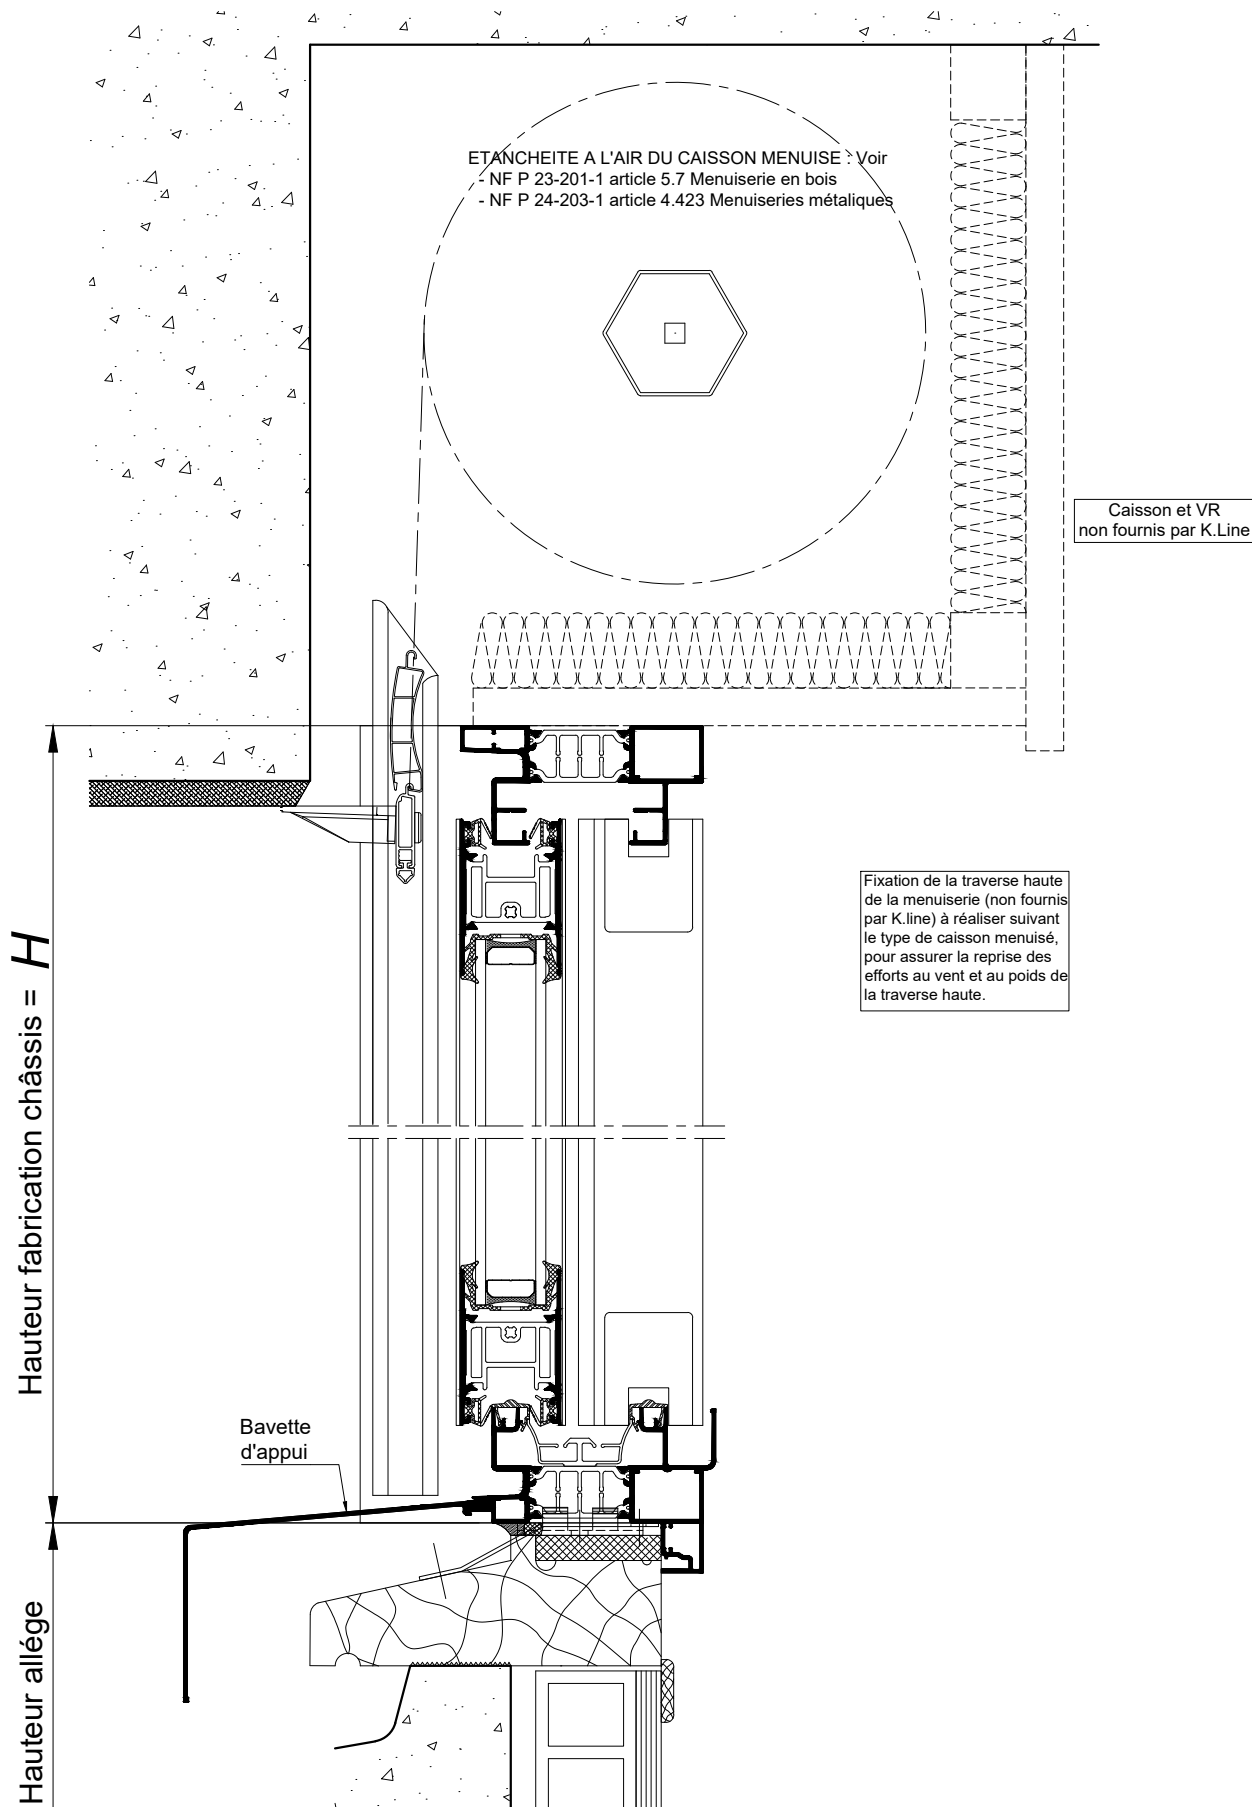 ETANCHEITE A L'AIR DU CAISSON MENUISE : Voir
- NF P 23-201-1 article 5.7 Menuiserie en bois
- NF P 24-203-1 article 4.423 Menuiseries métaliques
Caisson et VR
non fournis par K.Line
Fixation de la traverse haute
de la menuiserie (non fournis
par K.line) à réaliser suivant
le type de caisson menuisé,
pour assurer la reprise des
efforts au vent et au poids de
la traverse haute.
Hauteur fabrication châssis = H
Bavette
d'appui
Hauteur allége